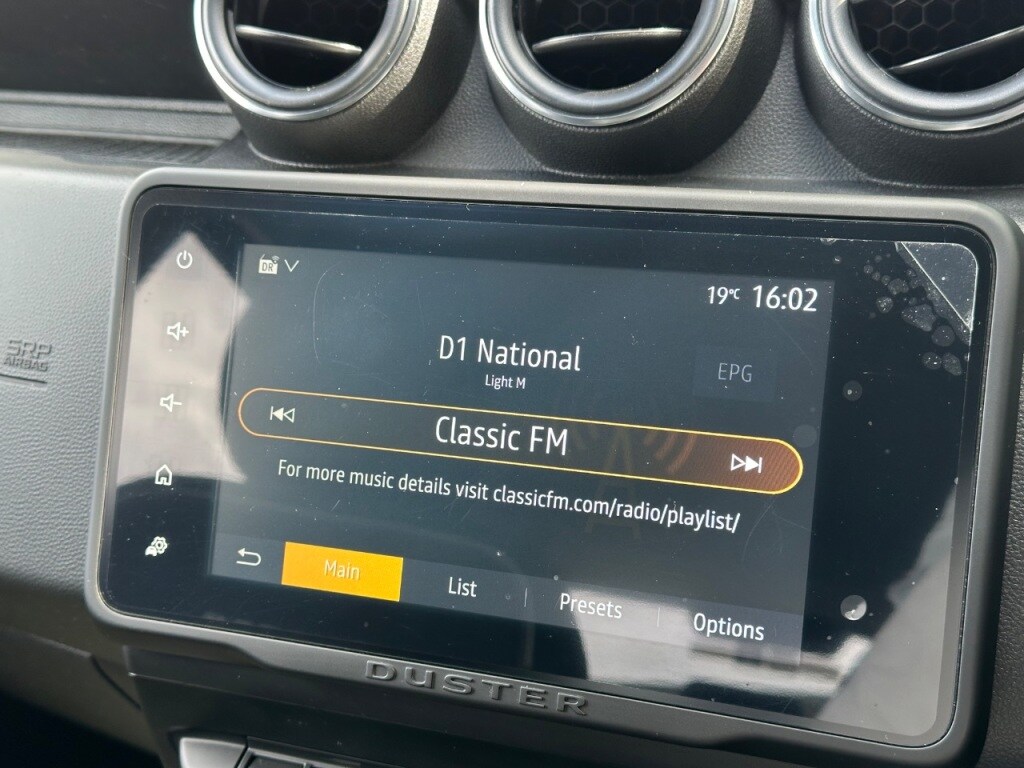 DR
19°C 16:02
D1 National
Light M
EPG
Classic FM
For more music details visit classicfm.com/radio/playlist/
Main List Presets Options
SRP
AIRBAG
DUSTER